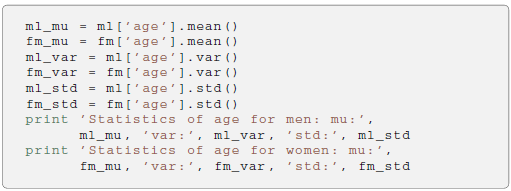 ml_mu = ml['age'].mean()
fm_mu = fm['age'].mean()
ml_var = ml['age'].var()
fm_var = fm['age'].var()
ml_std = ml['age'].std()
fm_std = fm['age'].std()
print 'Statistics of age for men: mu:',
ml_mu, 'var:', ml_var, 'std:', ml_std
print 'Statistics of age for women: mu:',
fm_mu, 'var:', fm_var, 'std:', fm_std